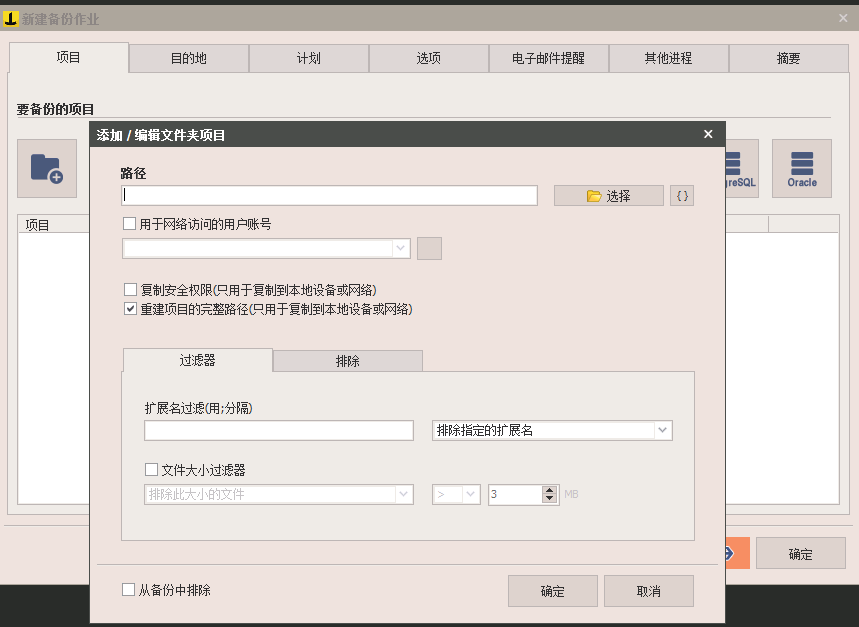 新建备份作业
项目
目的地
计划
选项
电子邮件提醒
其他进程
摘要
要备份的项目
添加 / 编辑文件夹项目
路径
选择
{ }
用于网络访问的用户账号
reSQL
Oracle
项目
复制安全权限(只用于复制到本地设备或网络)
重建项目的完整路径(只用于复制到本地设备或网络)
过滤器
排除
扩展名过滤(用;分隔)
排除指定的扩展名
文件大小过滤器
排除此大小的文件
>
3
MB
确定
从备份中排除
确定
取消